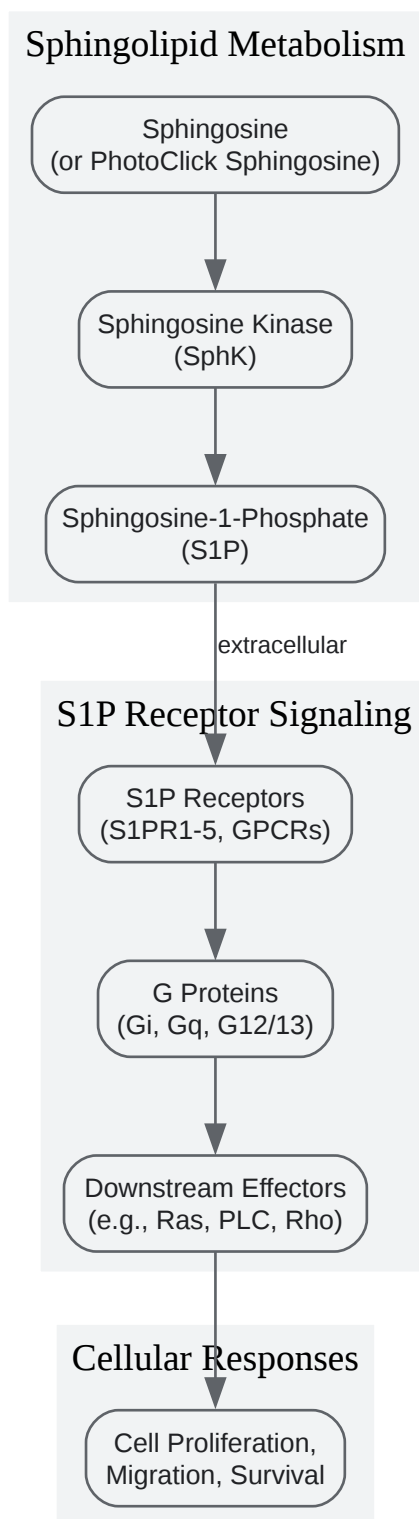 Sphingolipid Metabolism
Sphingosine
(or PhotoClick Sphingosine)
Sphingosine Kinase
(SphK)
Sphingosine-1-Phosphate
(S1P)
extracellular
S1P Receptor Signaling
S1P Receptors
(S1PR1-5, GPCRs)
G Proteins
(Gi, Gq, G12/13)
Downstream Effectors
(e.g., Ras, PLC, Rho)
Cellular Responses
Cell Proliferation,
Migration, Survival